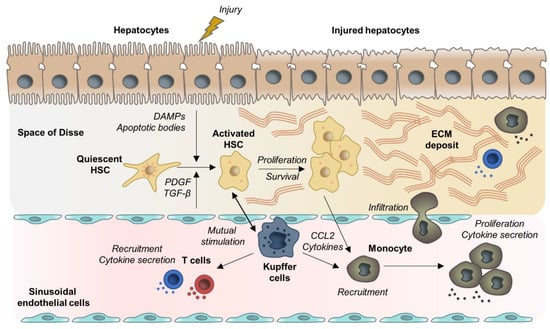 Injury
Hepatocytes
Injured hepatocytes
DAMPs
Apoptotic bodies
Space of Disse
Activated
HSC
ECM
deposit
Quiescent
HSC
Proliferation
Survival
PDGF
TGF-β
Infiltration
Mutual
stimulation
CCL2
Cytokines
Proliferation
Cytokine secretion
Recruitment
Cytokine secretion
T cells
Kupffer
cells
Monocyte
Recruitment
Sinusoidal
endothelial cells